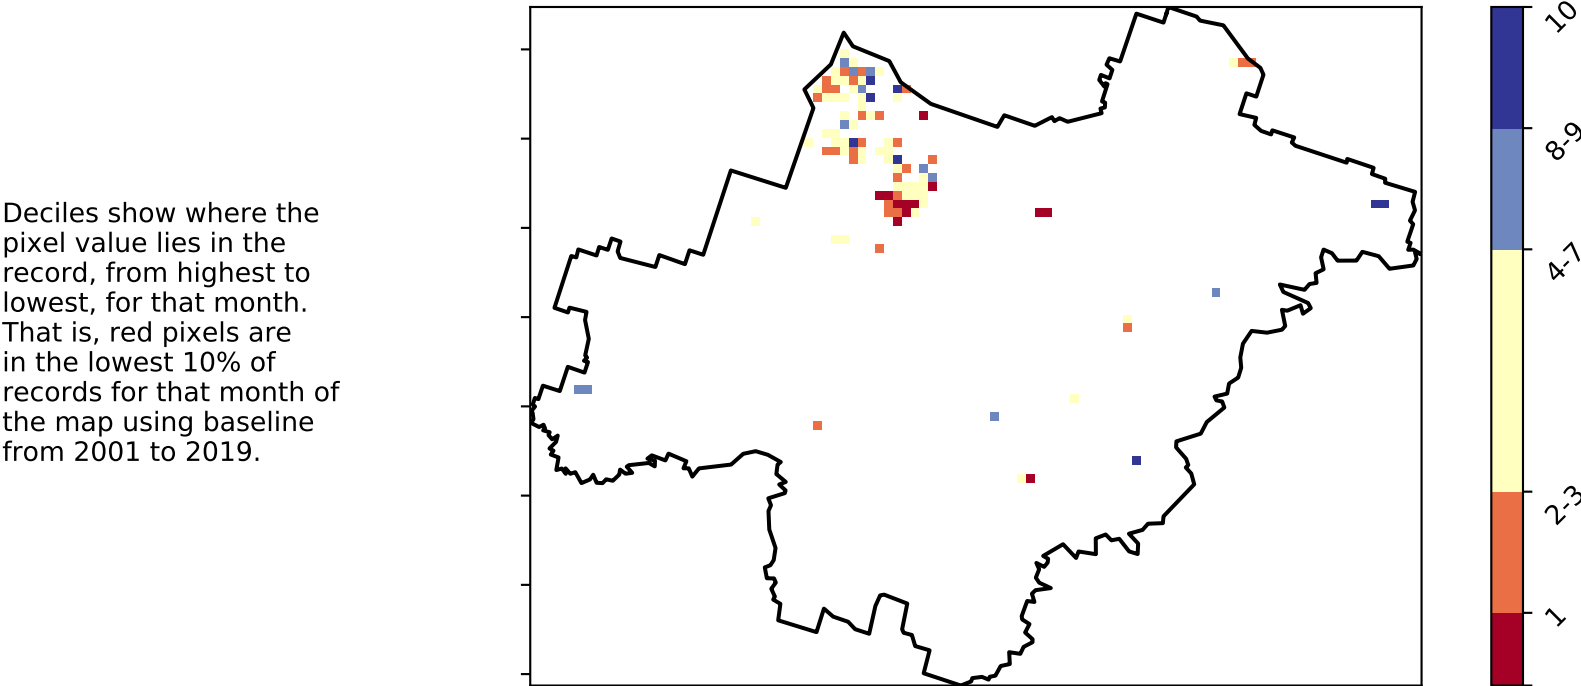 Deciles show where the
pixel value lies in the
record, from highest to
lowest, for that month.
That is, red pixels are
in the lowest 10% of
records for that month of
the map using baseline
from 2001 to 2019.
10
8-9
4-7
2-3
1